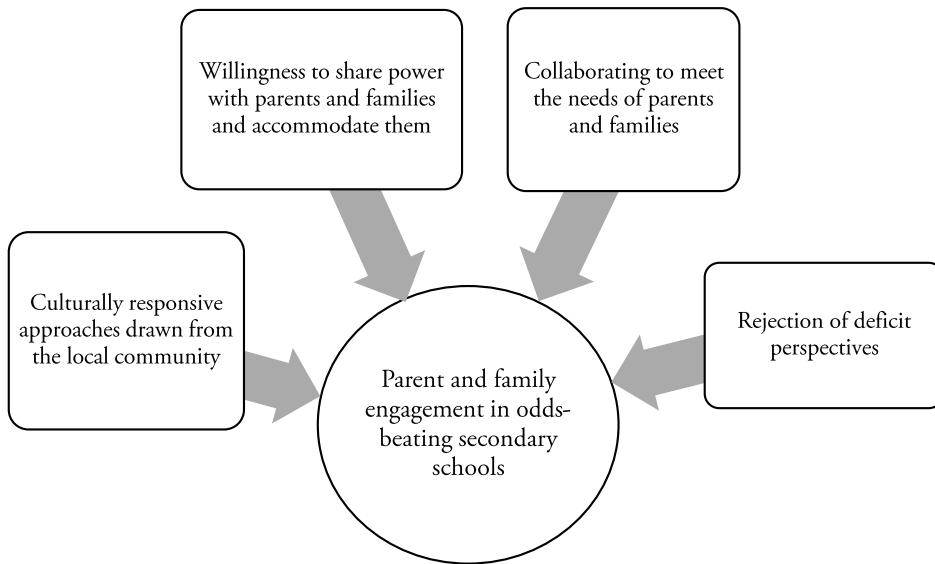 Willingness to share power
with parents and families
and accommodate them
Collaborating to meet
the needs of parents
and families
Culturally responsive
approaches drawn from
the local community
Rejection of deficit
perspectives
Parent and family
engagement in odds-
beating secondary
schools